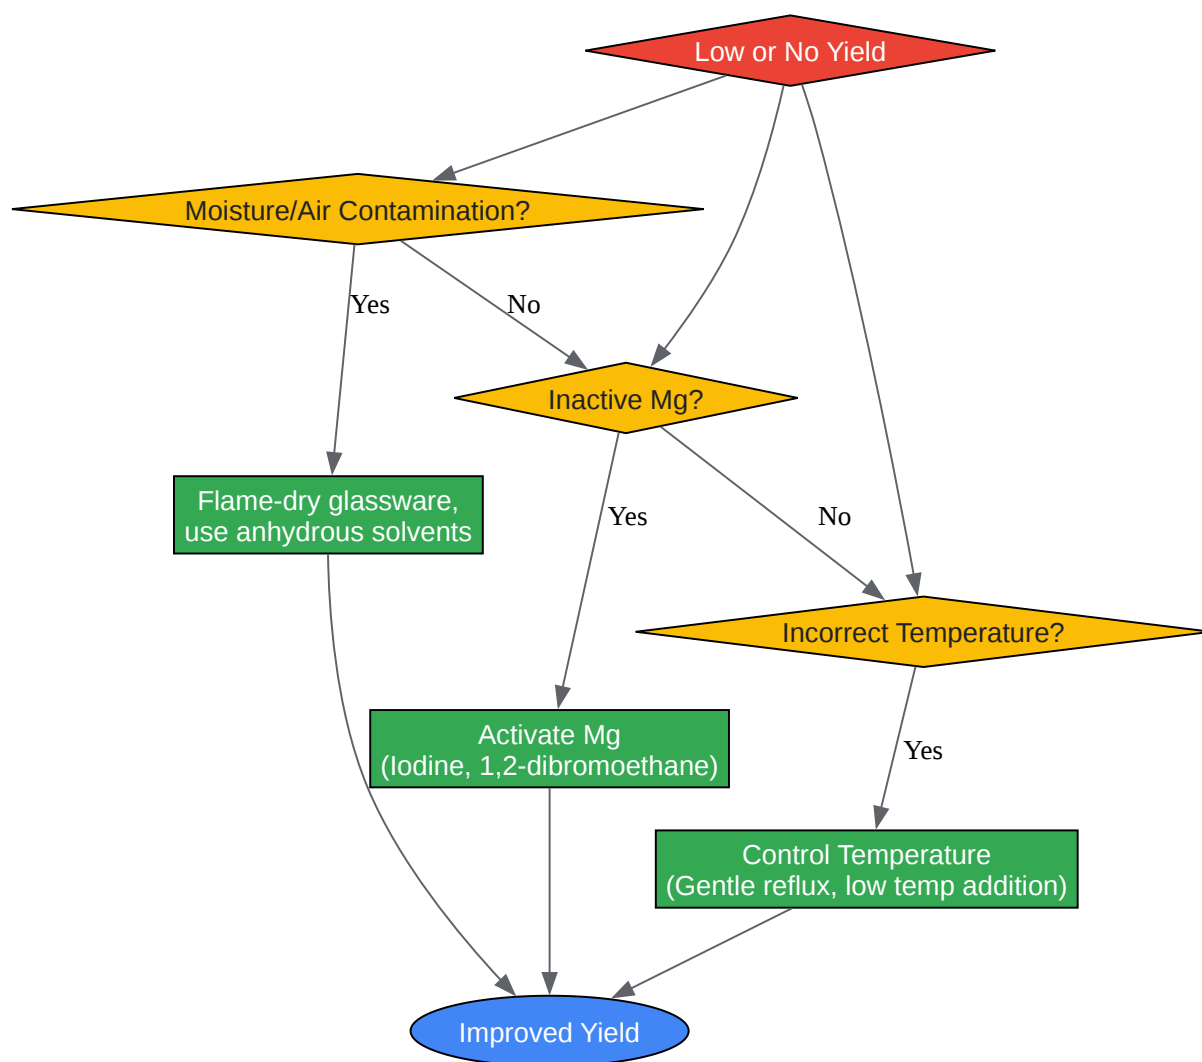 Low or No Yield
Moisture/Air Contamination?
Yes
No
Inactive Mg?
Flame-dry glassware,
use anhydrous solvents
Yes
No
Incorrect Temperature?
Activate Mg
(Iodine, 1,2-dibromoethane)
Yes
Control Temperature
(Gentle reflux, low temp addition)
Improved Yield